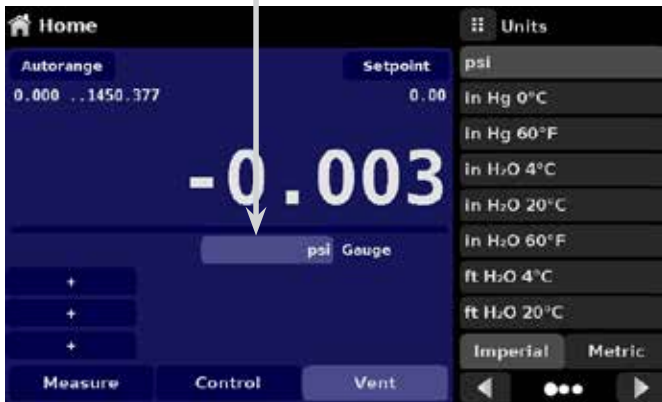 Home
Autorange
Setpoint
0.000 ..1450.377
0.00
-0.003
psi Gauge
+
+
+
Measure
Control
Vent
Units
psi
in Hg 0°C
in Hg 60°F
in H₂O 4°C
in H₂O 20°C
in H₂O 60°F
ft H₂O 4°C
ft H₂O 20°C
Imperial
Metric